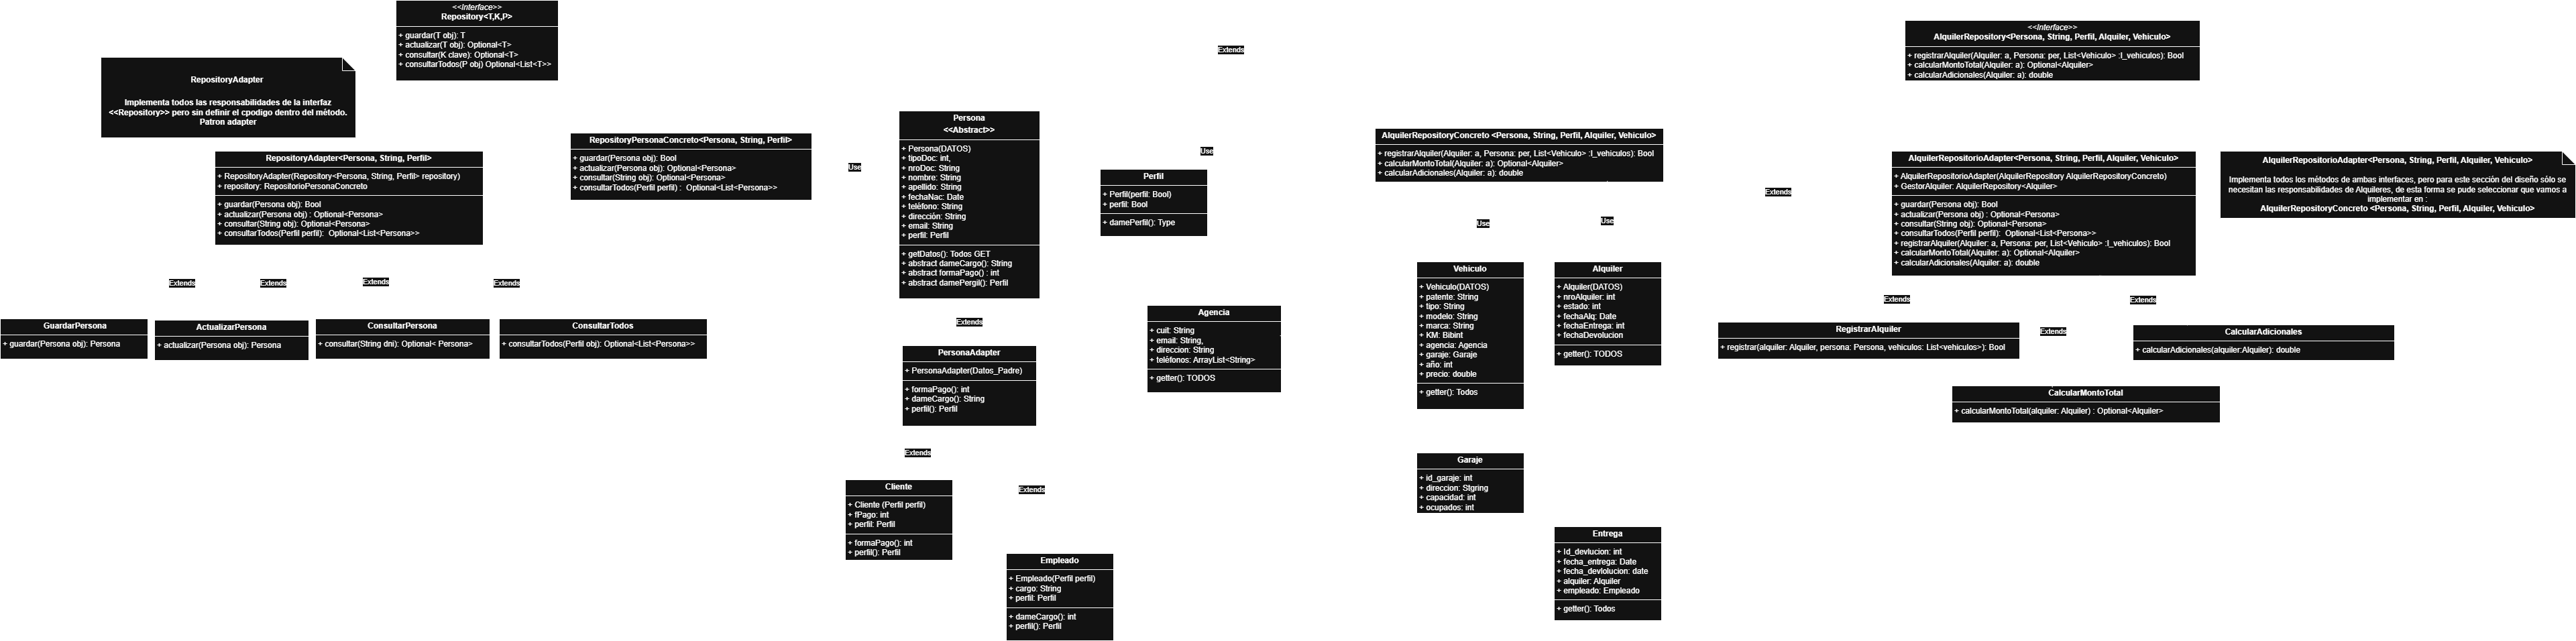 <<Interface>>
Repository<T,K,P>
+ guardar(T obj): T
+ actualizar(T obj): Optional<T>
+ consultar(K clave): Optional<T>
+ consultarTodos(P obj) Optional<List<T>>
RepositoryAdapter
Implementa todos las responsabilidades de la interfaz
<<Repository>> pero sin definir el cpodigo dentro del método.
Patron adapter
RepositoryAdapter<Persona, String, Perfil>
+ RepositoryAdapter(Repository<Persona, String, Perfil> repository)
+ repository: RepositorioPersonaConcreto
+ guardar(Persona obj): Bool
+ actualizar(Persona obj) : Optional<Persona>
+ consultar(String obj): Optional<Persona>
+ consultarTodos(Perfil perfil):  Optional<List<Persona>>
Extends
Extends
Extends
Extends
GuardarPersona
+ guardar(Persona obj): Persona
ActualizarPersona
+ actualizar(Persona obj): Persona
ConsultarPersona
+ consultar(String dni): Optional< Persona>
ConsultarTodos
+ consultarTodos(Perfil obj): Optional<List<Persona>>
RepositoryPersonaConcreto<Persona, String, Perfil>
+ guardar(Persona obj): Bool
+ actualizar(Persona obj): Optional<Persona>
+ consultar(String obj): Optional<Persona>
+ consultarTodos(Perfil perfil) :  Optional<List<Persona>>
Use
Persona
<<Abstract>>
+ Persona(DATOS)
+ tipoDoc: int,
+ nroDoc: String
+ nombre: String
+ apellido: String
+ fechaNac: Date
+ teléfono: String
+ dirección: String
+ email: String
+ perfil: Perfil
+ getDatos(): Todos GET
+ abstract dameCargo(): String
+ abstract formaPago() : int
+ abstract damePergil(): Perfil
Extends
PersonaAdapter
+ PersonaAdapter(Datos_Padre)
+ formaPago(): int
+ dameCargo(): String
+ perfil(): Perfil
Extends
Cliente
+ Cliente (Perfil perfil)
+ fPago: int
+ perfil: Perfil
+ formaPago(): int
+ perfil(): Perfil
Extends
Empleado
+ Empleado(Perfil perfil)
+ cargo: String
+ perfil: Perfil
+ dameCargo(): int
+ perfil(): Perfil
Extends
Use
Perfil
+ Perfil(perfil: Bool)
+ perfil: Bool
+ damePerfil(): Type
Agencia
+ cuit: String
+ email: String,
+ direccion: String
+ teléfonos: ArrayList<String>
+ getter(): TODOS
AlquilerRepositoryConcreto <Persona, String, Perfil, Alquiler, Vehiculo>
+ registrarAlquiler(Alquiler: a, Persona: per, List<Vehiculo> :l_vehiculos): Bool
+ calcularMontoTotal(Alquiler: a): Optional<Alquiler>
+ calcularAdicionales(Alquiler: a): double
Use
Use
Vehiculo
+ Vehiculo(DATOS)
+ patente: String
+ tipo: String
+ modelo: String
+ marca: String
+ KM: Bibint
+ agencia: Agencia
+ garaje: Garaje
+ año: int
+ precio: double
+ getter(): Todos
Alquiler
+ Alquiler(DATOS)
+ nroAlquiler: int
+ estado: int
+ fechaAlq: Date
+ fechaEntrega: int
+ fechaDevolucion
+ getter(): TODOS
Garaje
+ id_garaje: int
+ direccion: Stgring
+ capacidad: int
+ ocupados: int
Entrega
+ Id_devlucion: int
+ fecha_entrega: Date
+ fecha_devlolucion: date
+ alquiler: Alquiler
+ empleado: Empleado
+ getter(): Todos
Extends
<<Interface>>
AlquilerRepository<Persona, String, Perfil, Alquiler, Vehiculo>
+ registrarAlquiler(Alquiler: a, Persona: per, List<Vehiculo> :l_vehiculos): Bool
+ calcularMontoTotal(Alquiler: a): Optional<Alquiler>
+ calcularAdicionales(Alquiler: a): double
AlquilerRepositorioAdapter<Persona, String, Perfil, Alquiler, Vehiculo>
+ AlquilerRepositorioAdapter(AlquilerRepository AlquilerRepositoryConcreto)
+ GestorAlquiler: AlquilerRepository<Alquiler>
+ guardar(Persona obj): Bool
+ actualizar(Persona obj) : Optional<Persona>
+ consultar(String obj): Optional<Persona>
+ consultarTodos(Perfil perfil):  Optional<List<Persona>>
+ registrarAlquiler(Alquiler: a, Persona: per, List<Vehiculo> :l_vehiculos): Bool
+ calcularMontoTotal(Alquiler: a): Optional<Alquiler>
+ calcularAdicionales(Alquiler: a): double
AlquilerRepositorioAdapter<Persona, String, Perfil, Alquiler, Vehiculo>
Implementa todos los métodos de ambas interfaces, pero para este sección del diseño sólo se
necesitan las responsabilidades de Alquileres, de esta forma se pude seleccionar que vamos a
implementar en :
AlquilerRepositoryConcreto <Persona, String, Perfil, Alquiler, Vehiculo>
Extends
Extends
Extends
RegistrarAlquiler
+ registrar(alquiler: Alquiler, persona: Persona, vehiculos: List<vehiculos>): Bool
CalcularAdicionales
+ calcularAdicionales(alquiler:Alquiler): double
CalcularMontoTotal
+ calcularMontoTotal(alquiler: Alquiler) : Optional<Alquiler>